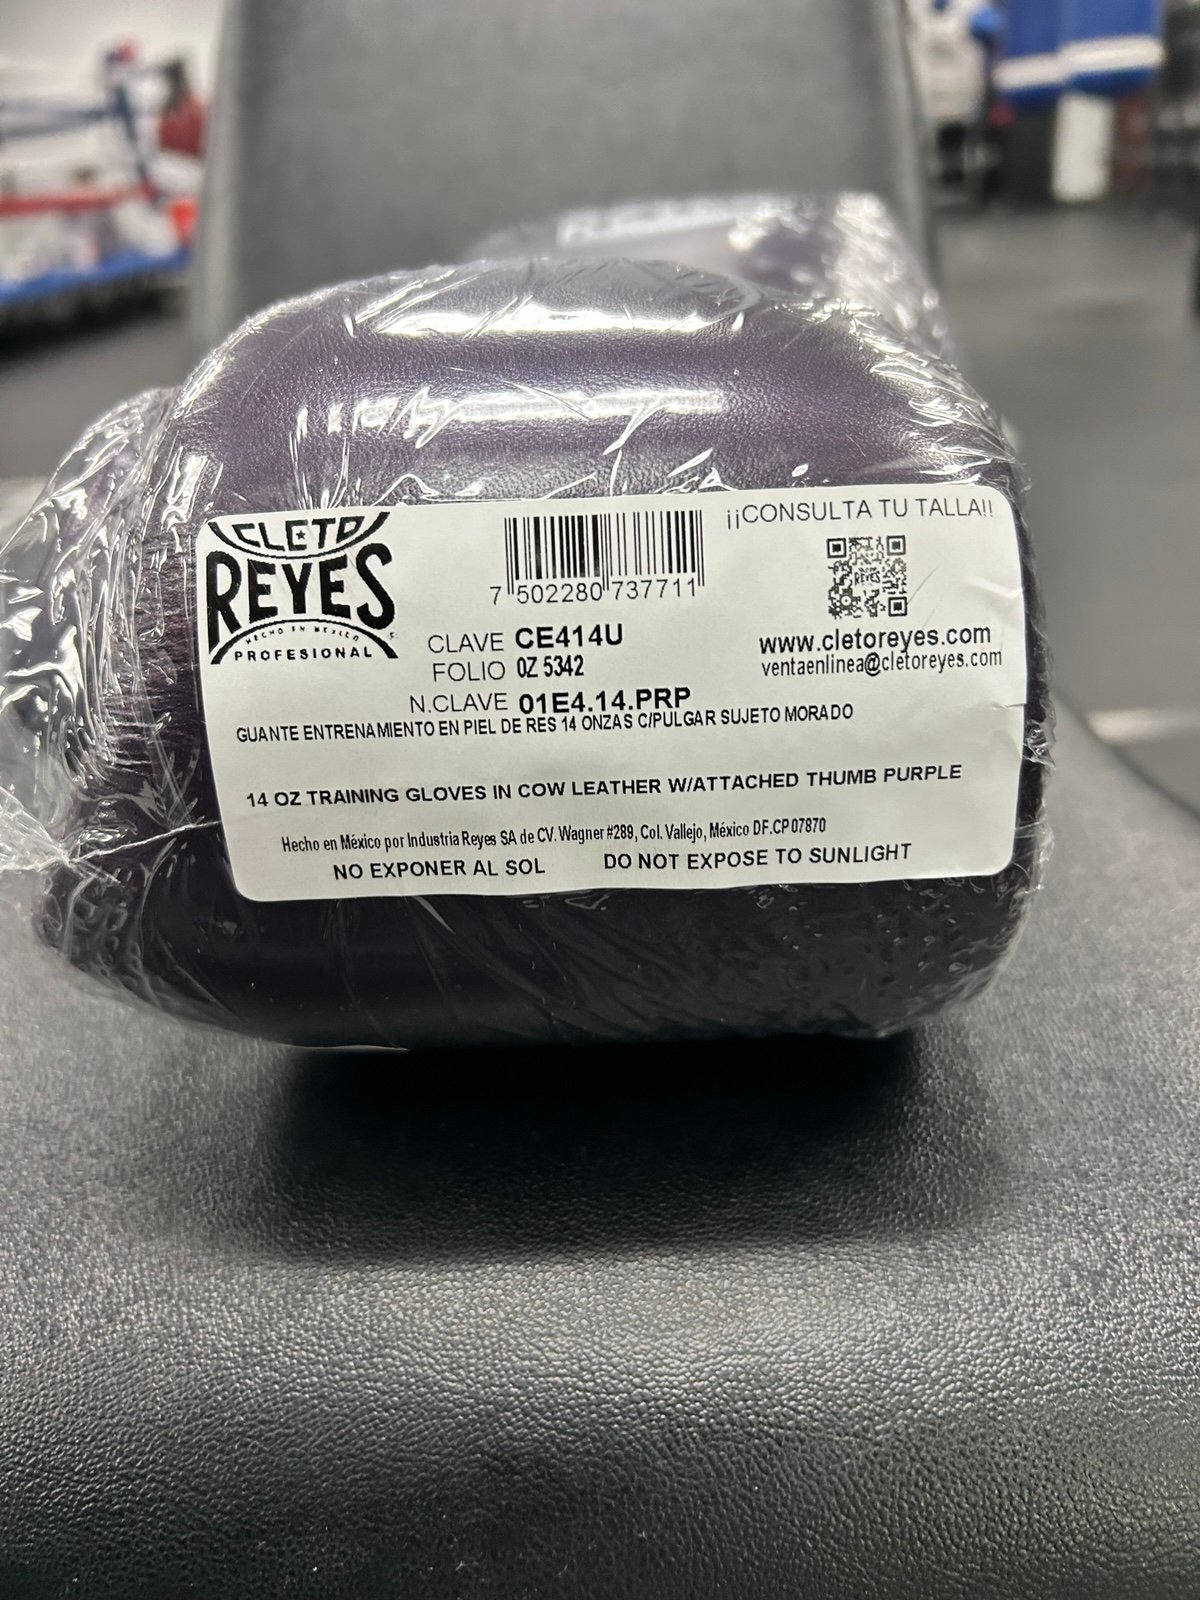 CLETO
REYES
HECHO EN MEXICO
PROFESIONAL
7 502280 737711
¡¡CONSULTA TU TALLA!!
REYES
www.cletoreyes.com
ventaenlinea@cletoreyes.com
CLAVE CE414U
FOLIO OZ 5342
N.CLAVE 01E4.14.PRP
GUANTE ENTRENAMIENTO EN PIEL DE RES 14 ONZAS C/PULGAR SUJETO MORADO
14 OZ TRAINING GLOVES IN COW LEATHER W/ATTACHED THUMB PURPLE
Hecho en México por Industria Reyes SA de CV. Wagner #289, Col. Vallejo, México DF.CP 07870
NO EXPONER AL SOL DO NOT EXPOSE TO SUNLIGHT